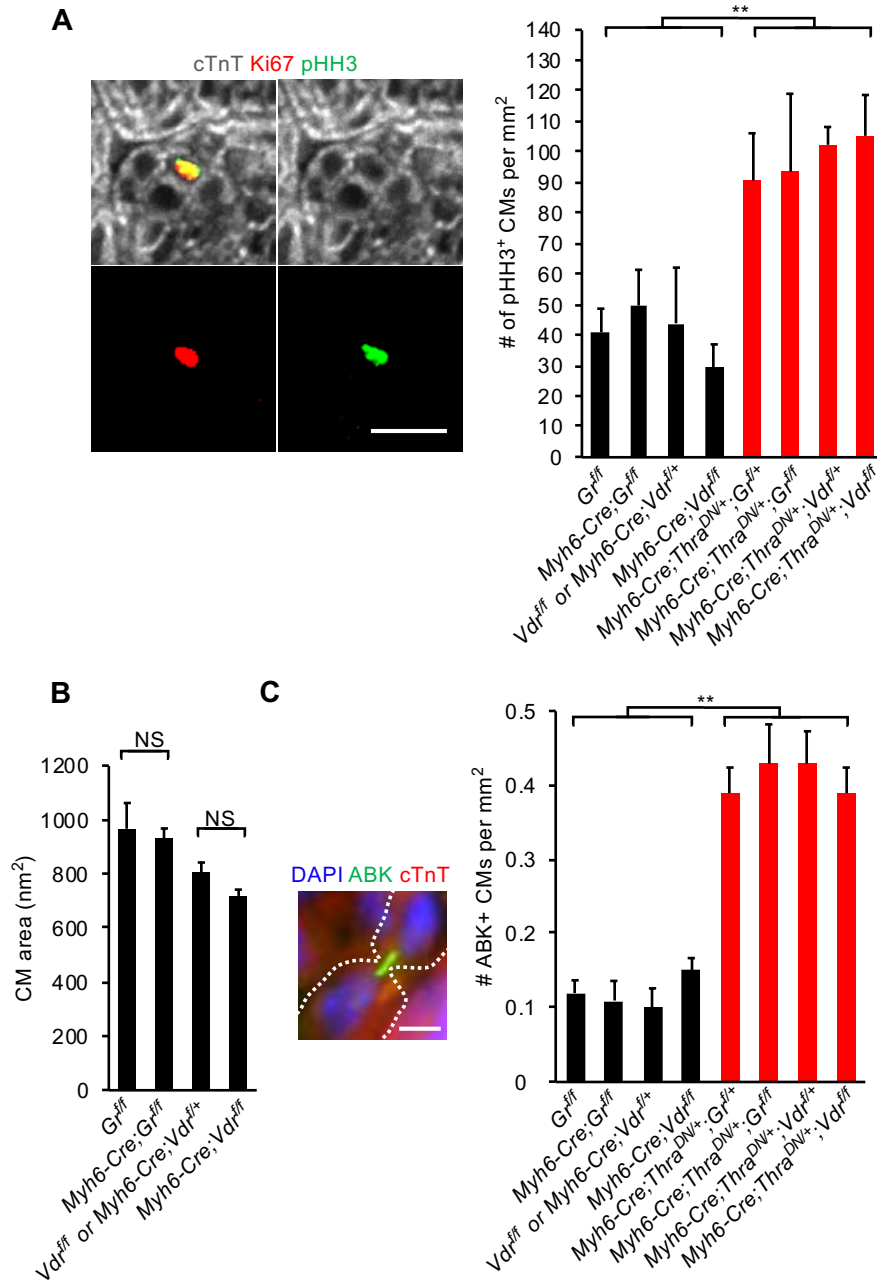 A
cTnT Ki67 pHH3
**
# of pHH3+ CMs per mm2
140
130
120
110
100
90
80
70
60
50
40
30
20
10
0
Grf/f
Myh6-Cre;Grf/f
Vdrf/f or Myh6-Cre;Vdrf/+
Myh6-Cre;Vdrf/f
Myh6-Cre;ThraDN/+;Grf/+
Myh6-Cre;ThraDN/+;Grf/f
Myh6-Cre;ThraDN/+;Vdrf/+
Myh6-Cre;ThraDN/+;Vdrf/f
B
NS
NS
CM area (nm2)
1200
1000
800
600
400
200
0
Grf/f
Myh6-Cre;Grf/f
Vdrf/f or Myh6-Cre;Vdrf/+
Myh6-Cre;Vdrf/f
C
DAPI ABK cTnT
**
# ABK+ CMs per mm2
0.5
0.4
0.3
0.2
0.1
0
Grf/f
Myh6-Cre;Grf/f
Vdrf/f or Myh6-Cre;Vdrf/+
Myh6-Cre;Vdrf/f
Myh6-Cre;ThraDN/+;Grf/+
Myh6-Cre;ThraDN/+;Grf/f
Myh6-Cre;ThraDN/+;Vdrf/+
Myh6-Cre;ThraDN/+;Vdrf/f